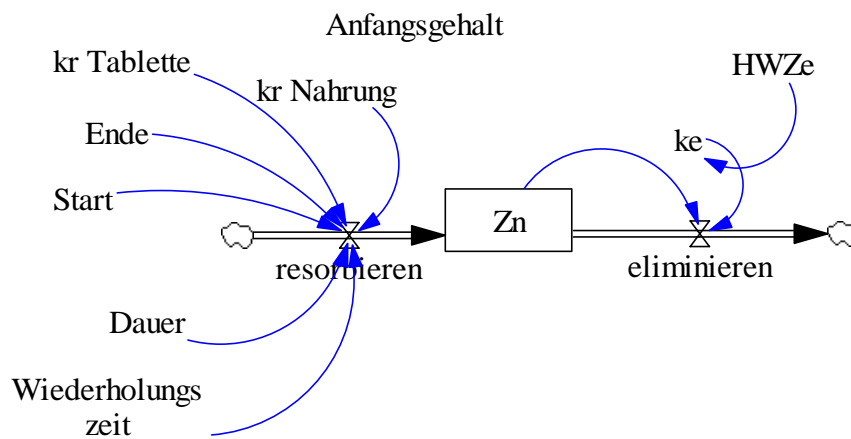 Anfangsgehalt
kr Tablette
HWZe
kr Nahrung
Ende
ke
Start
Zn
resorbieren
eliminieren
Dauer
Wiederholungs
zeit